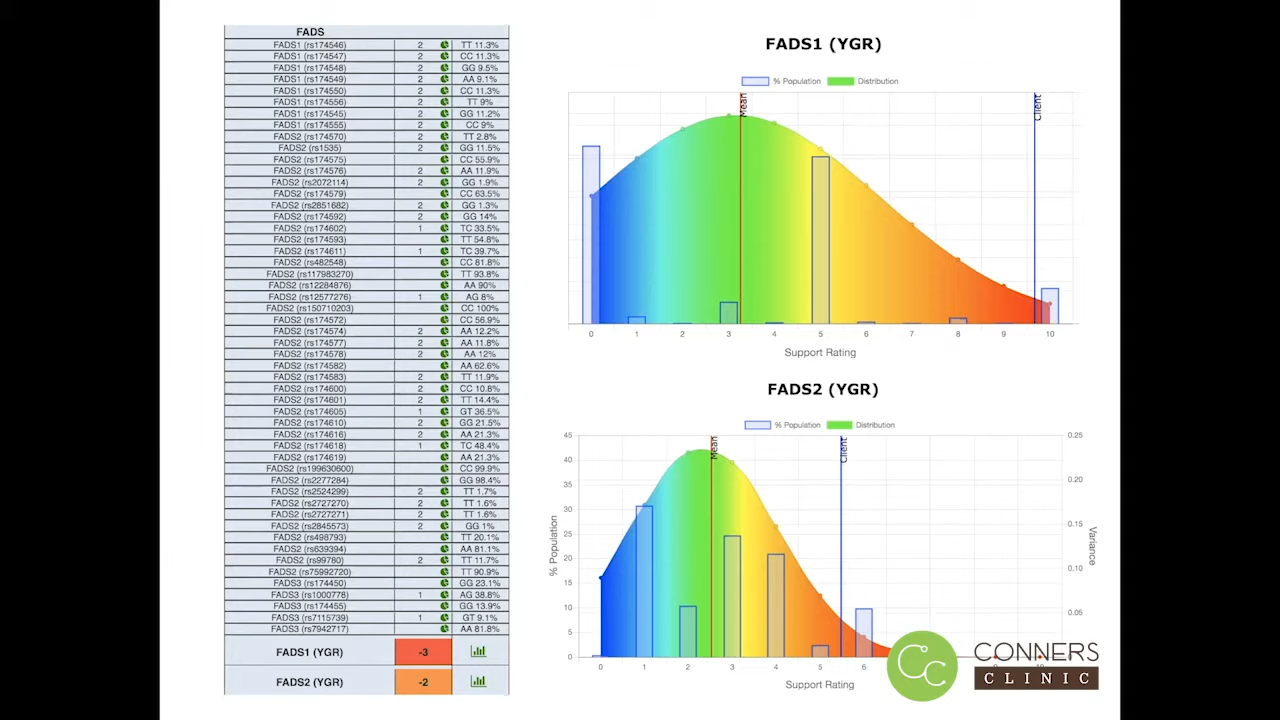 FADS
FADS1 (rs174546) 2 TT 11.3%
FADS1 (rs174547) 2 CC 11.3%
FADS1 (rs174548) 2 GG 9.5%
FADS1 (rs174549) 2 AA 9.1%
FADS1 (rs174550) 2 CC 11.3%
FADS1 (rs174556) 2 TT 9%
FADS1 (rs174545) 2 GG 11.2%
FADS1 (rs174555) 2 CC 9%
FADS2 (rs174570) 2 TT 2.8%
FADS2 (rs1535) 2 GG 11.5%
FADS2 (rs174575) CC 55.9%
FADS2 (rs174576) 2 AA 11.9%
FADS2 (rs2072114) 2 GG 1.9%
FADS2 (rs174579) CC 63.5%
FADS2 (rs2851682) 2 GG 1.3%
FADS2 (rs174592) 2 GG 14%
FADS2 (rs174602) 1 TC 33.5%
FADS2 (rs174593) TT 54.8%
FADS2 (rs174611) 1 TC 39.7%
FADS2 (rs482548) CC 81.8%
FADS2 (rs117983270) TT 93.8%
FADS2 (rs12284876) AA 90%
FADS2 (rs12577276) 1 AG 8%
FADS2 (rs150710203) CC 100%
FADS2 (rs174572) CC 56.9%
FADS2 (rs174574) 2 AA 12.2%
FADS2 (rs174577) 2 AA 11.8%
FADS2 (rs174578) 2 AA 12%
FADS2 (rs174582) AA 62.6%
FADS2 (rs174583) 2 TT 11.9%
FADS2 (rs174600) 2 CC 10.8%
FADS2 (rs174601) 2 TT 14.4%
FADS2 (rs174605) 1 GT 36.5%
FADS2 (rs174610) 2 GG 21.5%
FADS2 (rs174616) 2 AA 21.3%
FADS2 (rs174618) 1 TC 48.4%
FADS2 (rs174619) AA 21.3%
FADS2 (rs199630600) CC 99.9%
FADS2 (rs2277284) GG 98.4%
FADS2 (rs2524299) 2 TT 1.7%
FADS2 (rs2727270) 2 TT 1.6%
FADS2 (rs2727271) 2 TT 1.6%
FADS2 (rs2845573) 2 GG 1%
FADS2 (rs498793) TT 20.1%
FADS2 (rs639394) AA 81.1%
FADS2 (rs99780) 2 TT 11.7%
FADS2 (rs75992720) TT 90.9%
FADS3 (rs174450) GG 23.1%
FADS3 (rs1000778) 1 AG 38.8%
FADS3 (rs174455) GG 13.9%
FADS3 (rs7115739) 1 GT 9.1%
FADS3 (rs7942717) AA 81.8%
FADS1 (YGR) -3
FADS2 (YGR) -2
FADS1 (YGR)
% Population Distribution
Mean
Client
0 1 2 3 4 5 6 7 8 9 10
Support Rating
FADS2 (YGR)
% Population Distribution
Mean
Client
45
40
35
30
25
20
15
10
5
0
% Population
0.25
0.20
0.15
0.10
0.05
Variance
0 1 2 3 4 5 6
Support Rating
CC
CONNERS
CLINIC